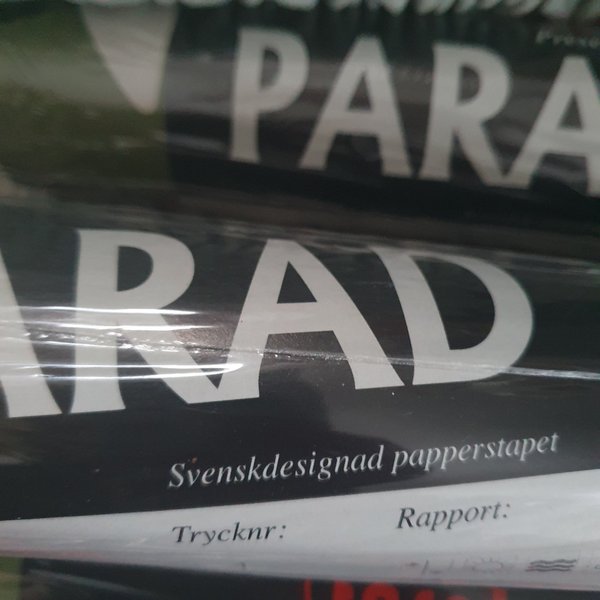 PARA
ARAD
Svenskdesignad papperstapet
Trycknr:
Rapport: